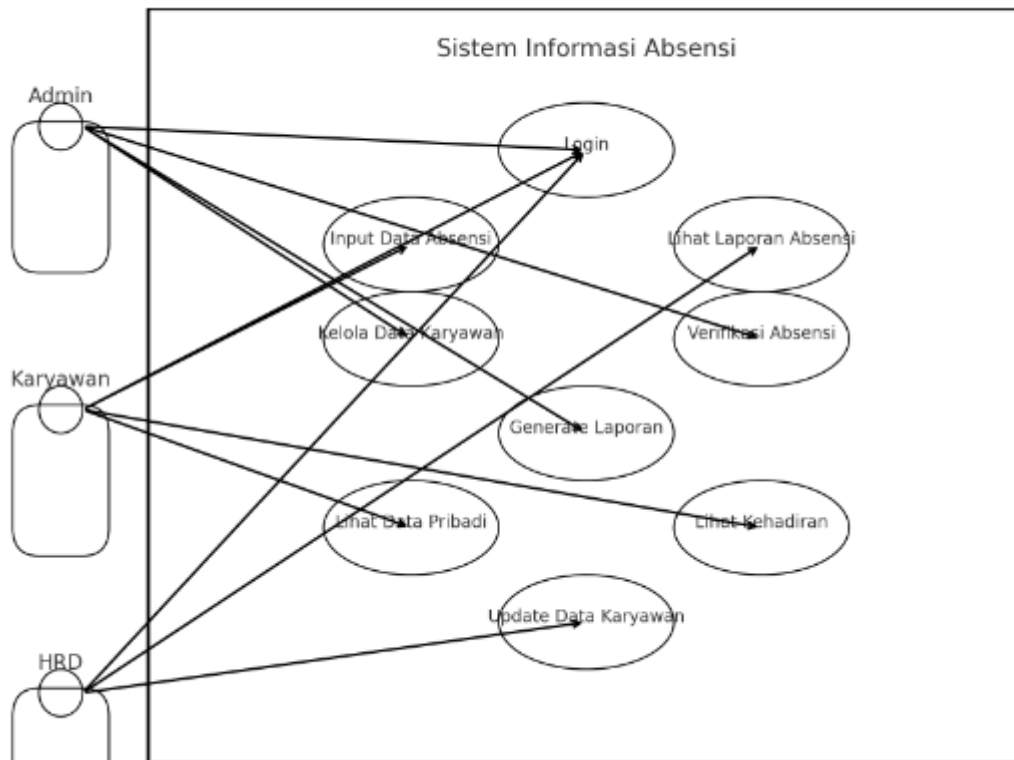 Sistem Informasi Absensi
Admin
Login
Input Data Absensi
Lihat Laporan Absensi
Kelola Data Karyawan
Verifikasi Absensi
Karyawan
Generate Laporan
Lihat Data Pribadi
Lihat Kehadiran
Update Data Karyawan
HRD